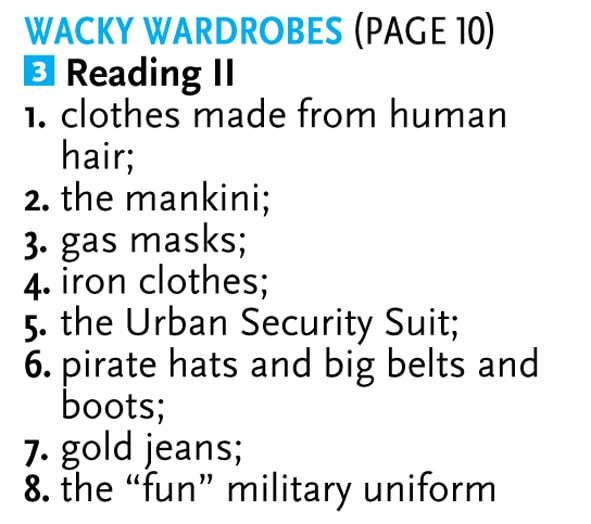 WACKY WARDROBES (PAGE 10)
3 Reading II
1. clothes made from human
hair;
2. the mankini;
3. gas masks;
4. iron clothes;
5. the Urban Security Suit;
6. pirate hats and big belts and
boots;
7. gold jeans;
8. the “fun” military uniform